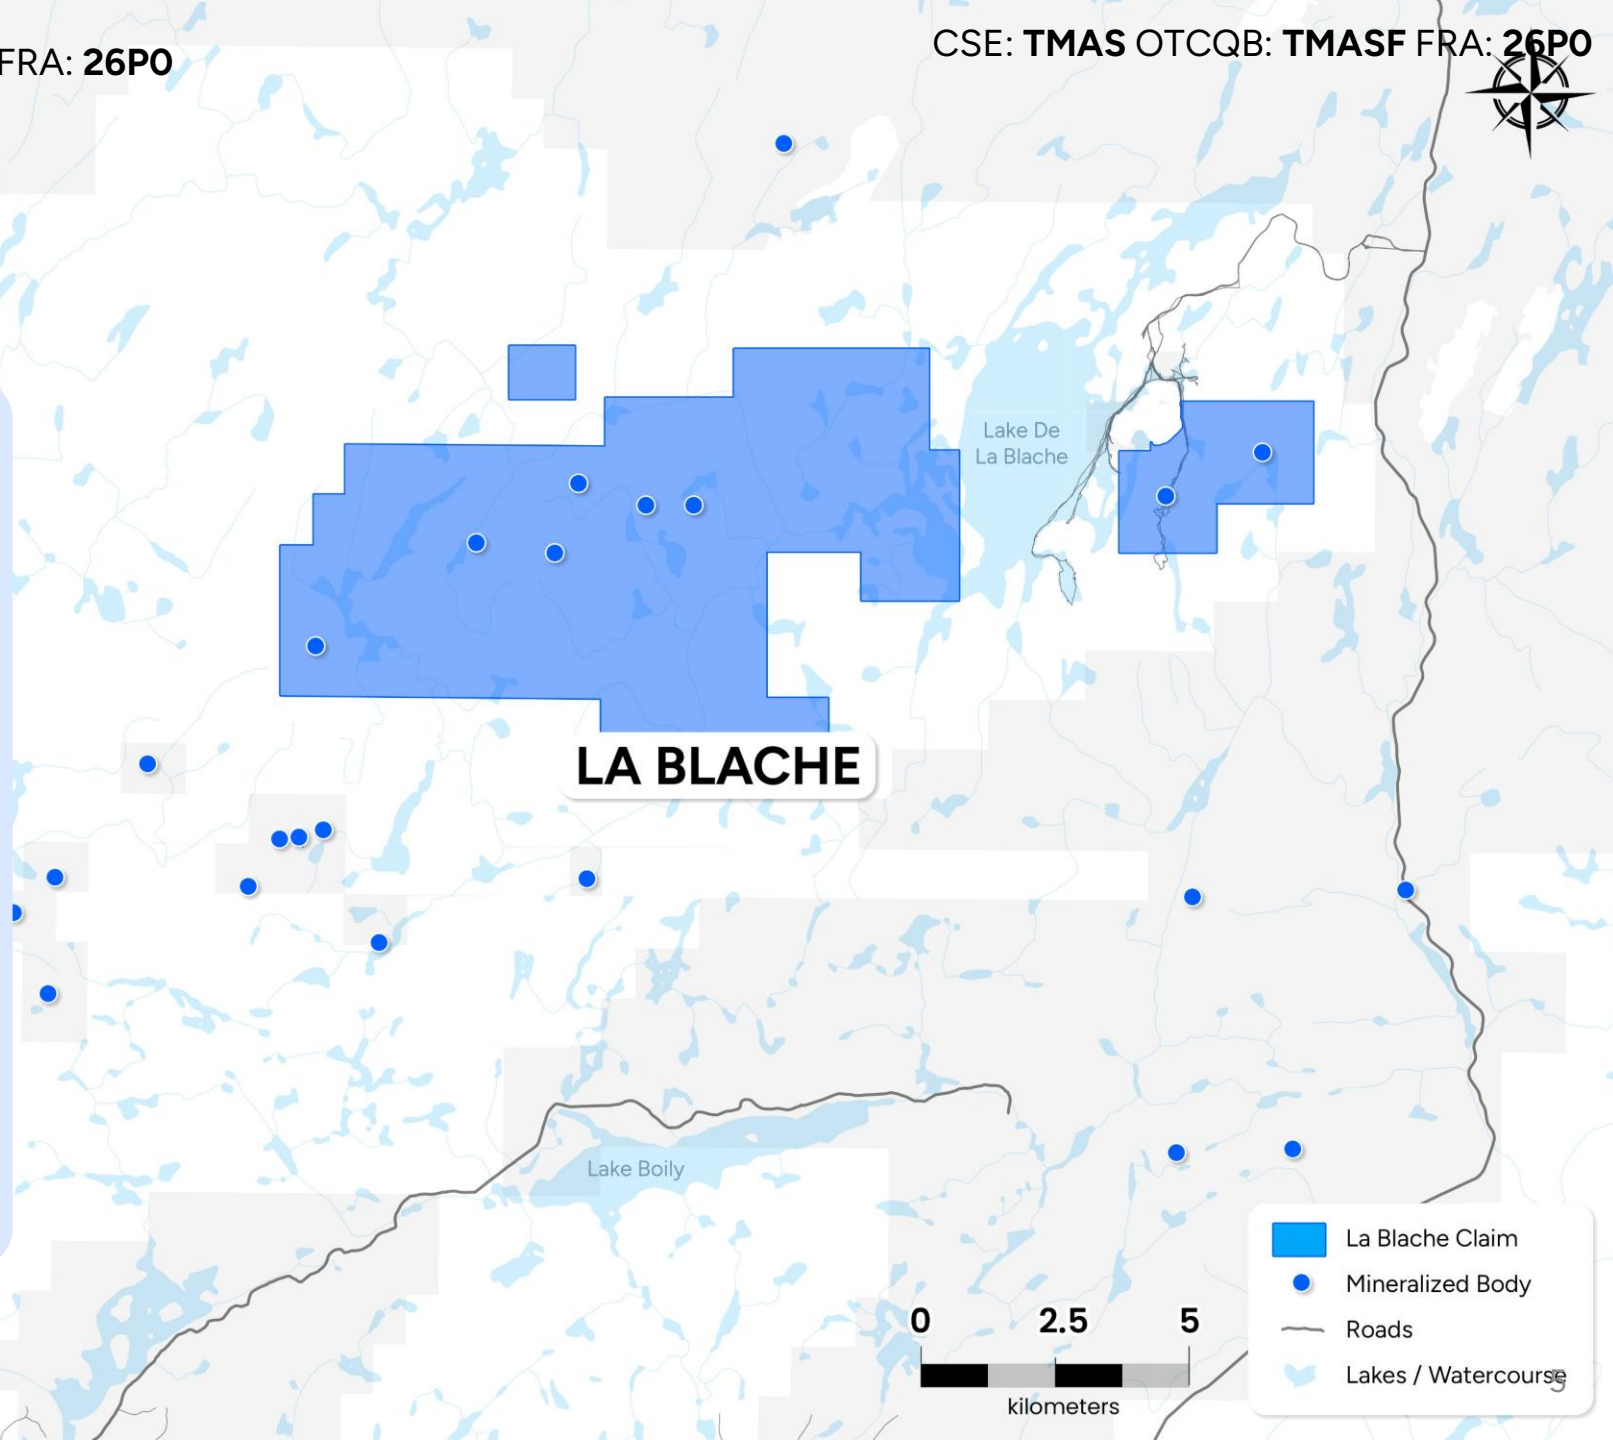 FRA: 26P0
CSE: TMAS OTCQB: TMASF FRA: 26P0
Lake De
La Blache
LA BLACHE
Lake Boily
La Blache Claim
Mineralized Body
Roads
Lakes / Watercourse
0 2.5 5
kilometers
5